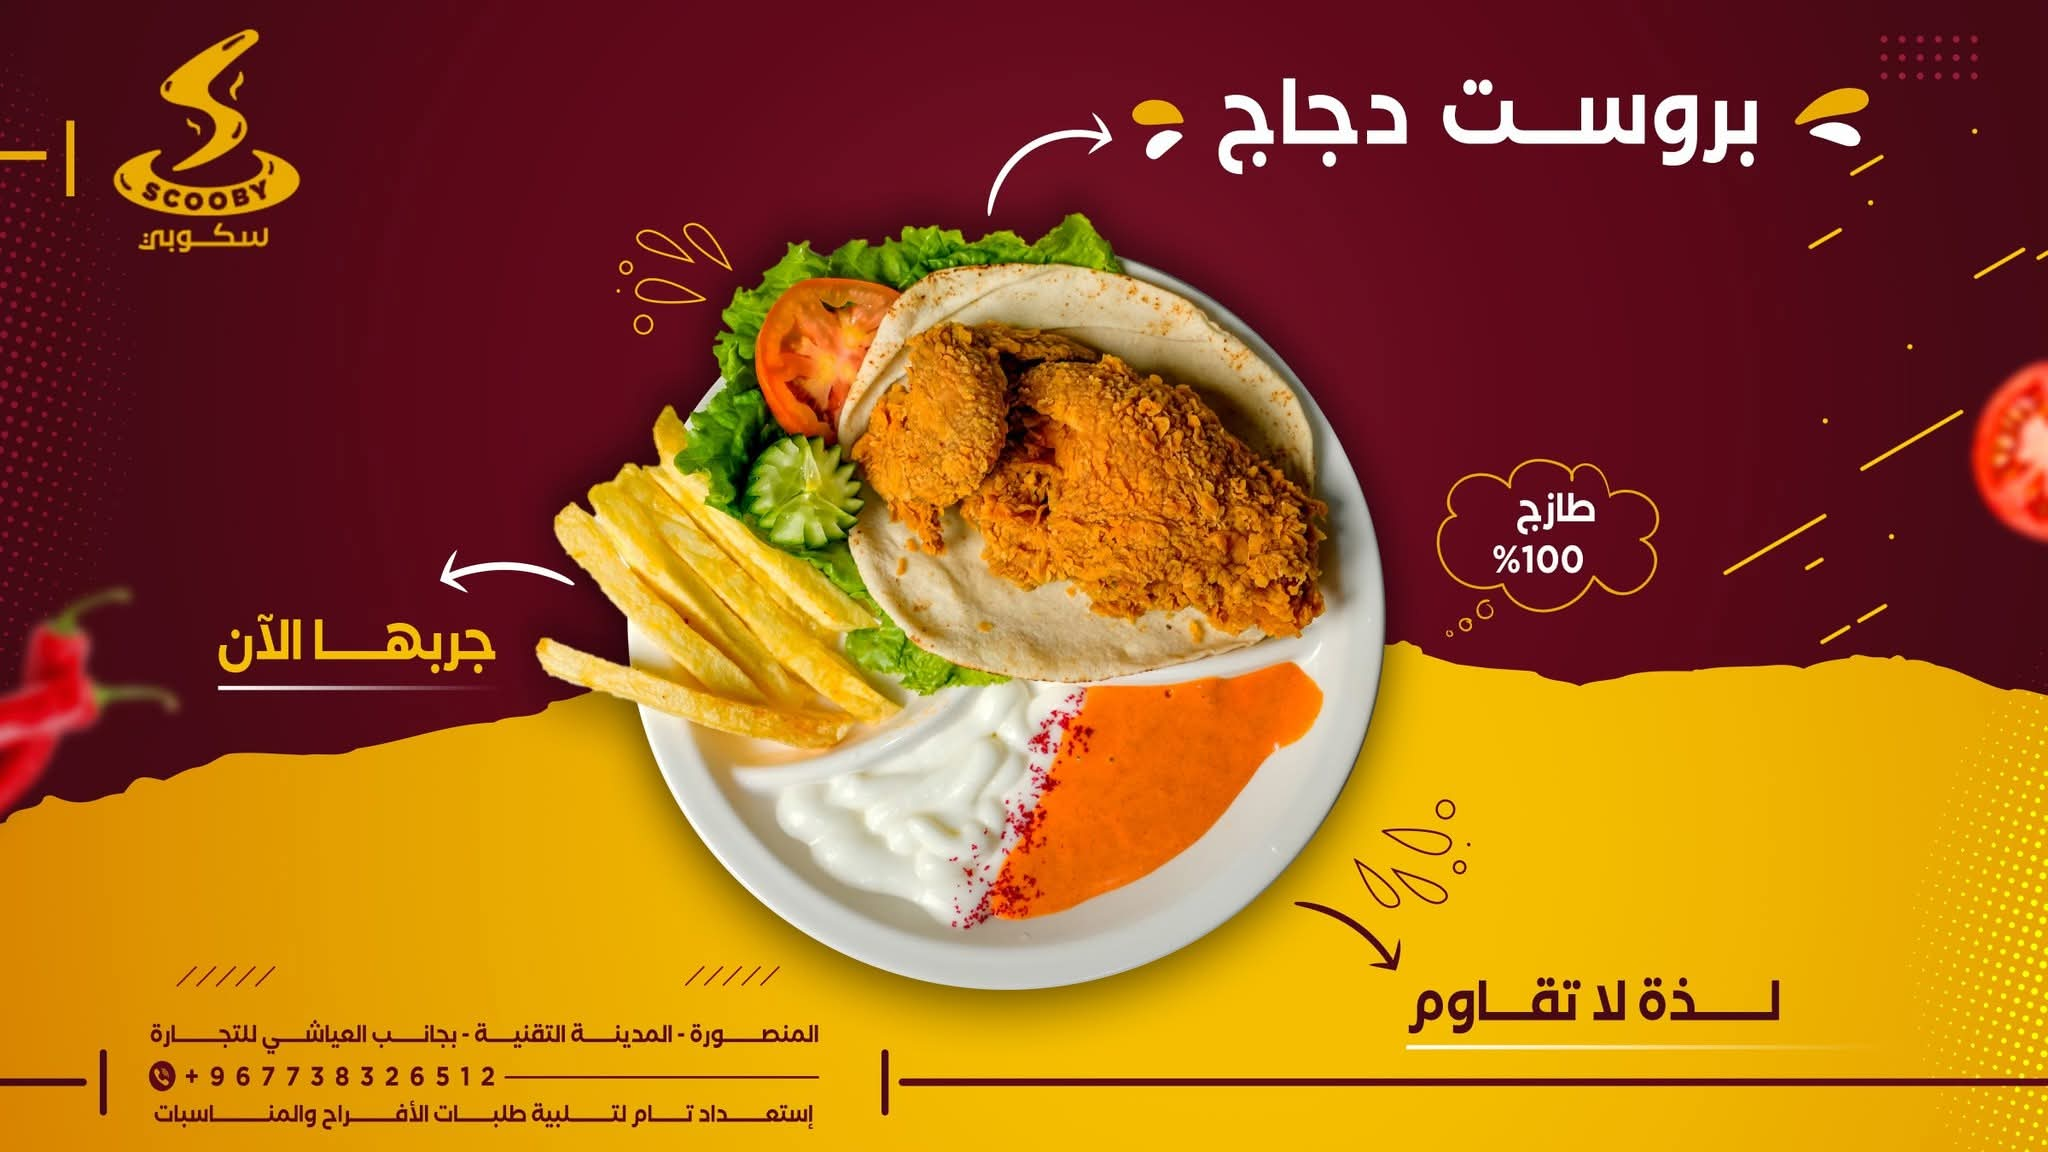 SCOOBY
سكوبي
بروست دجاج
طازج
%100
جربها الآن
لذة لا تقاوم
المنصورة - المدينة التقنية - بجانب العياشي للتجارة
+967738326512
إستعداد تام لتلبية طلبات الأفراح والمناسبات